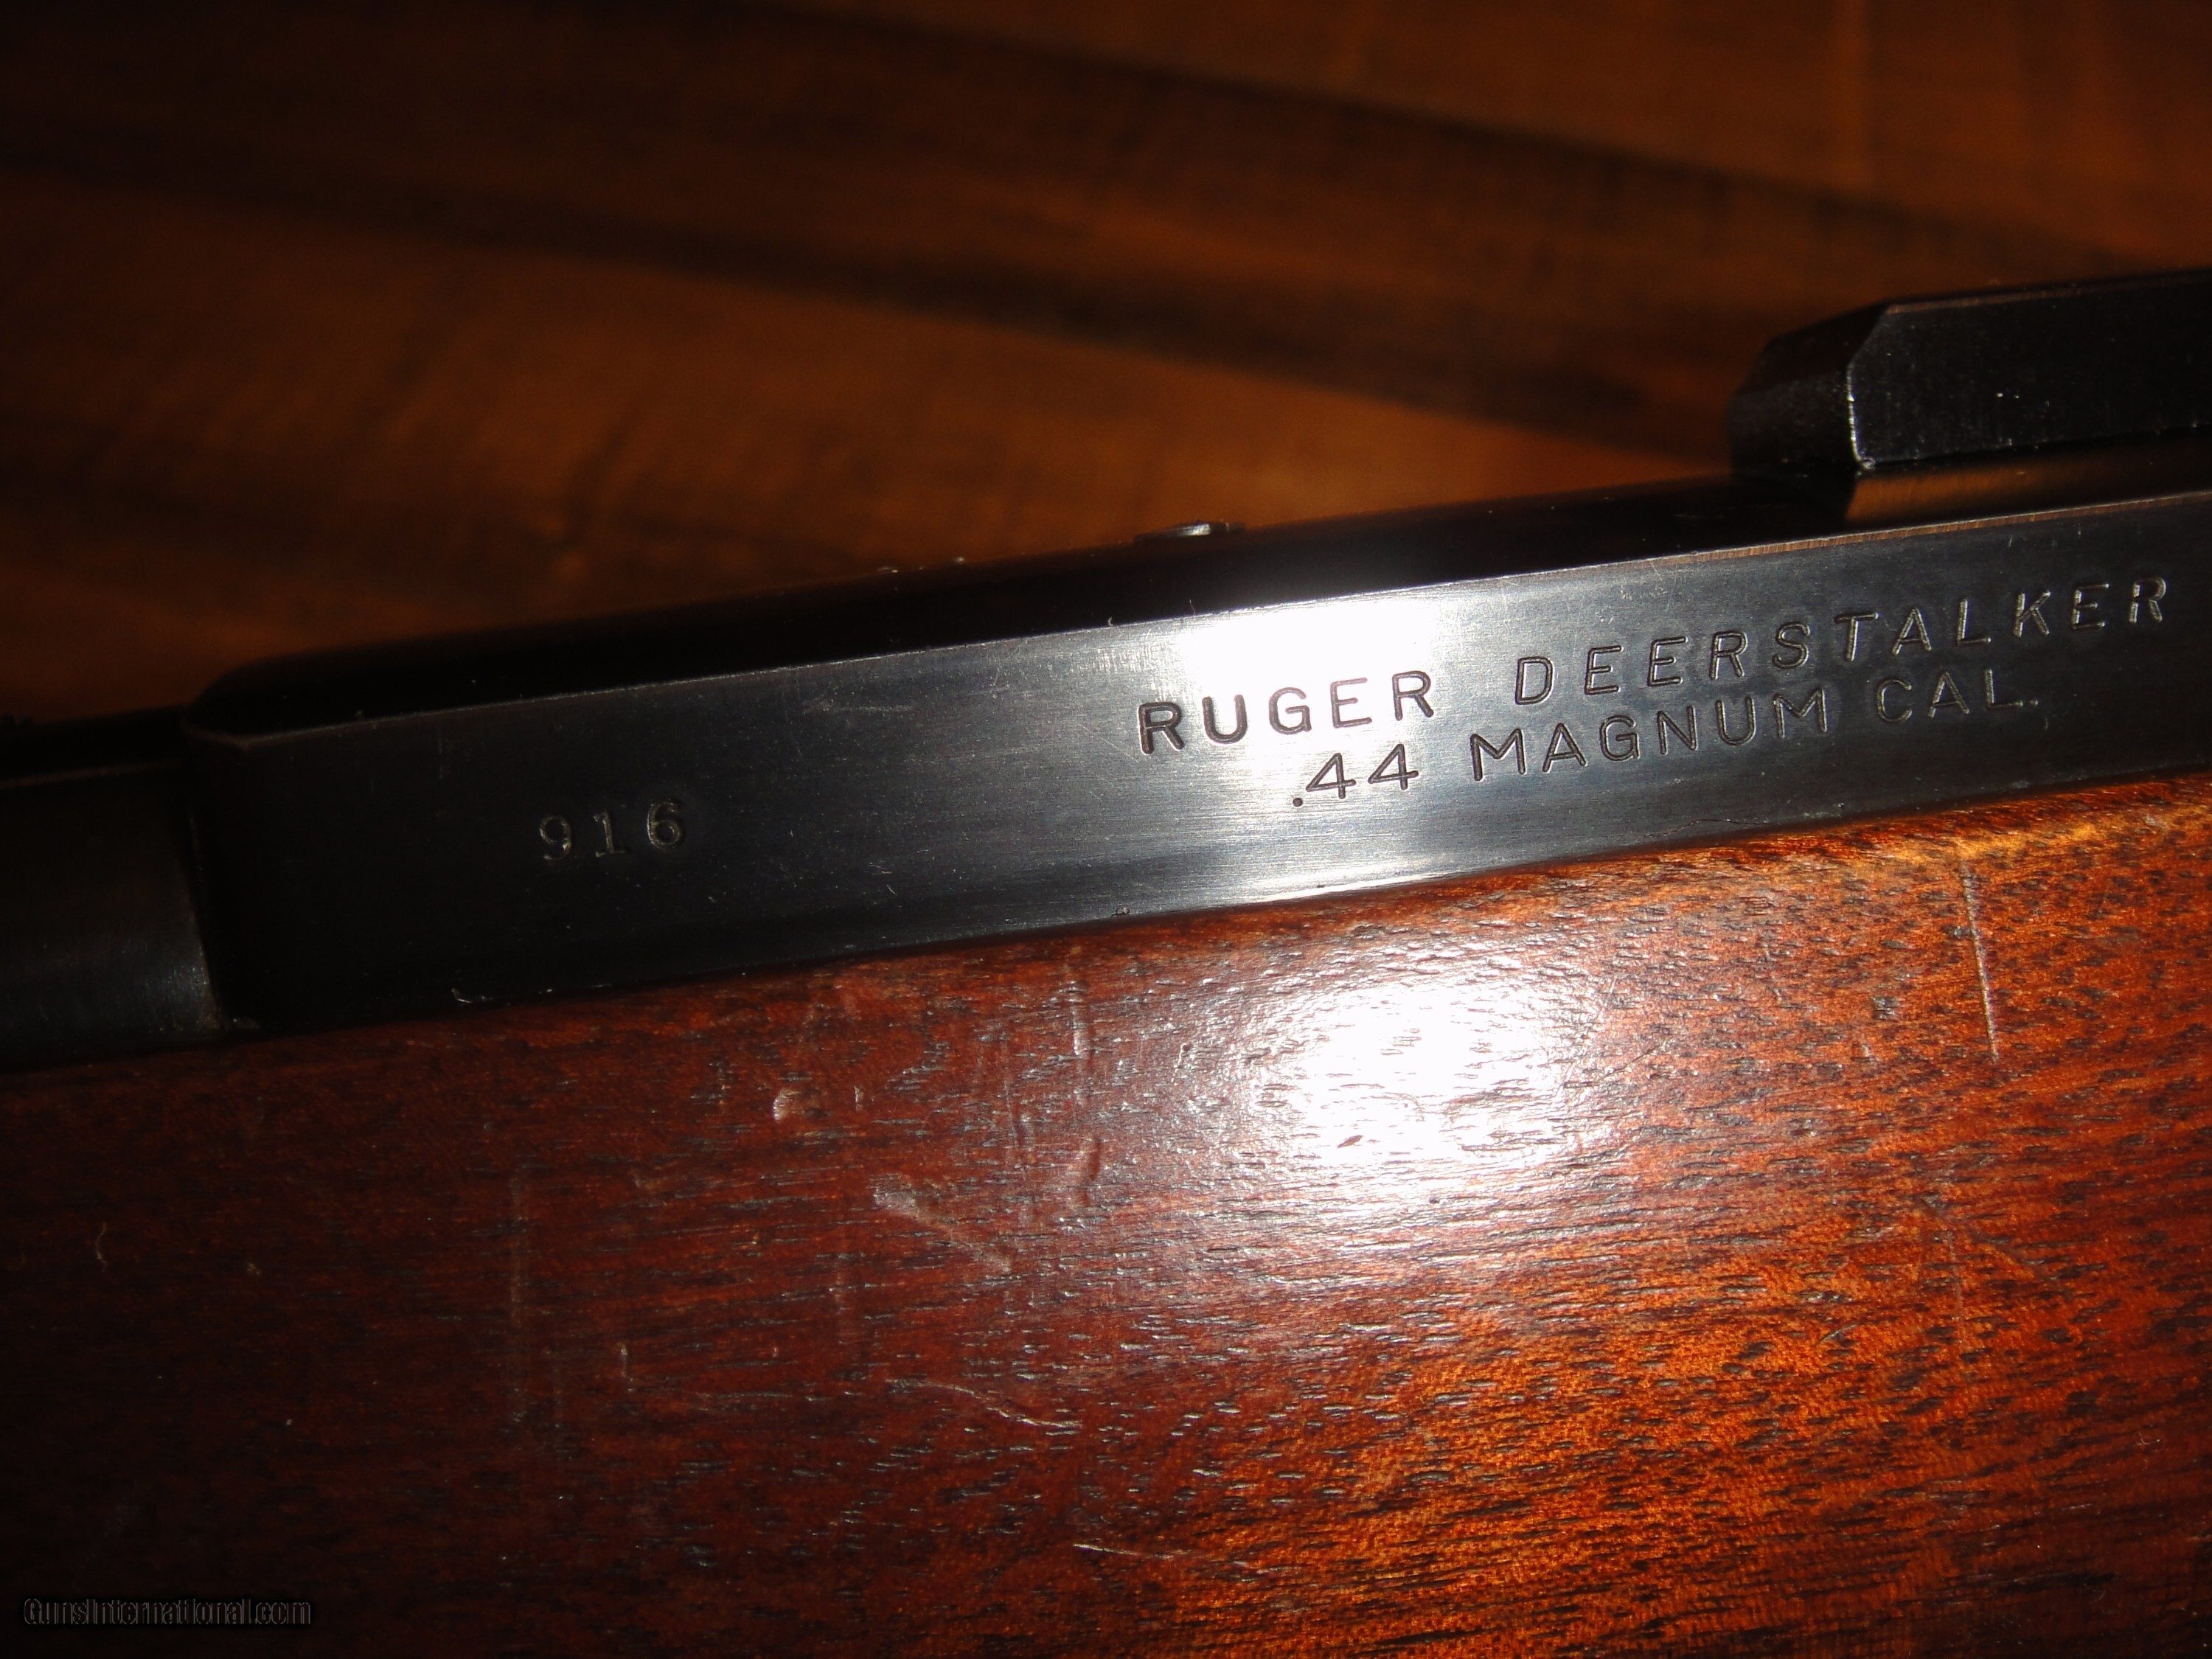 RUGER DEERSTALKER
.44 MAGNUM CAL.
916
GunsInternational.com